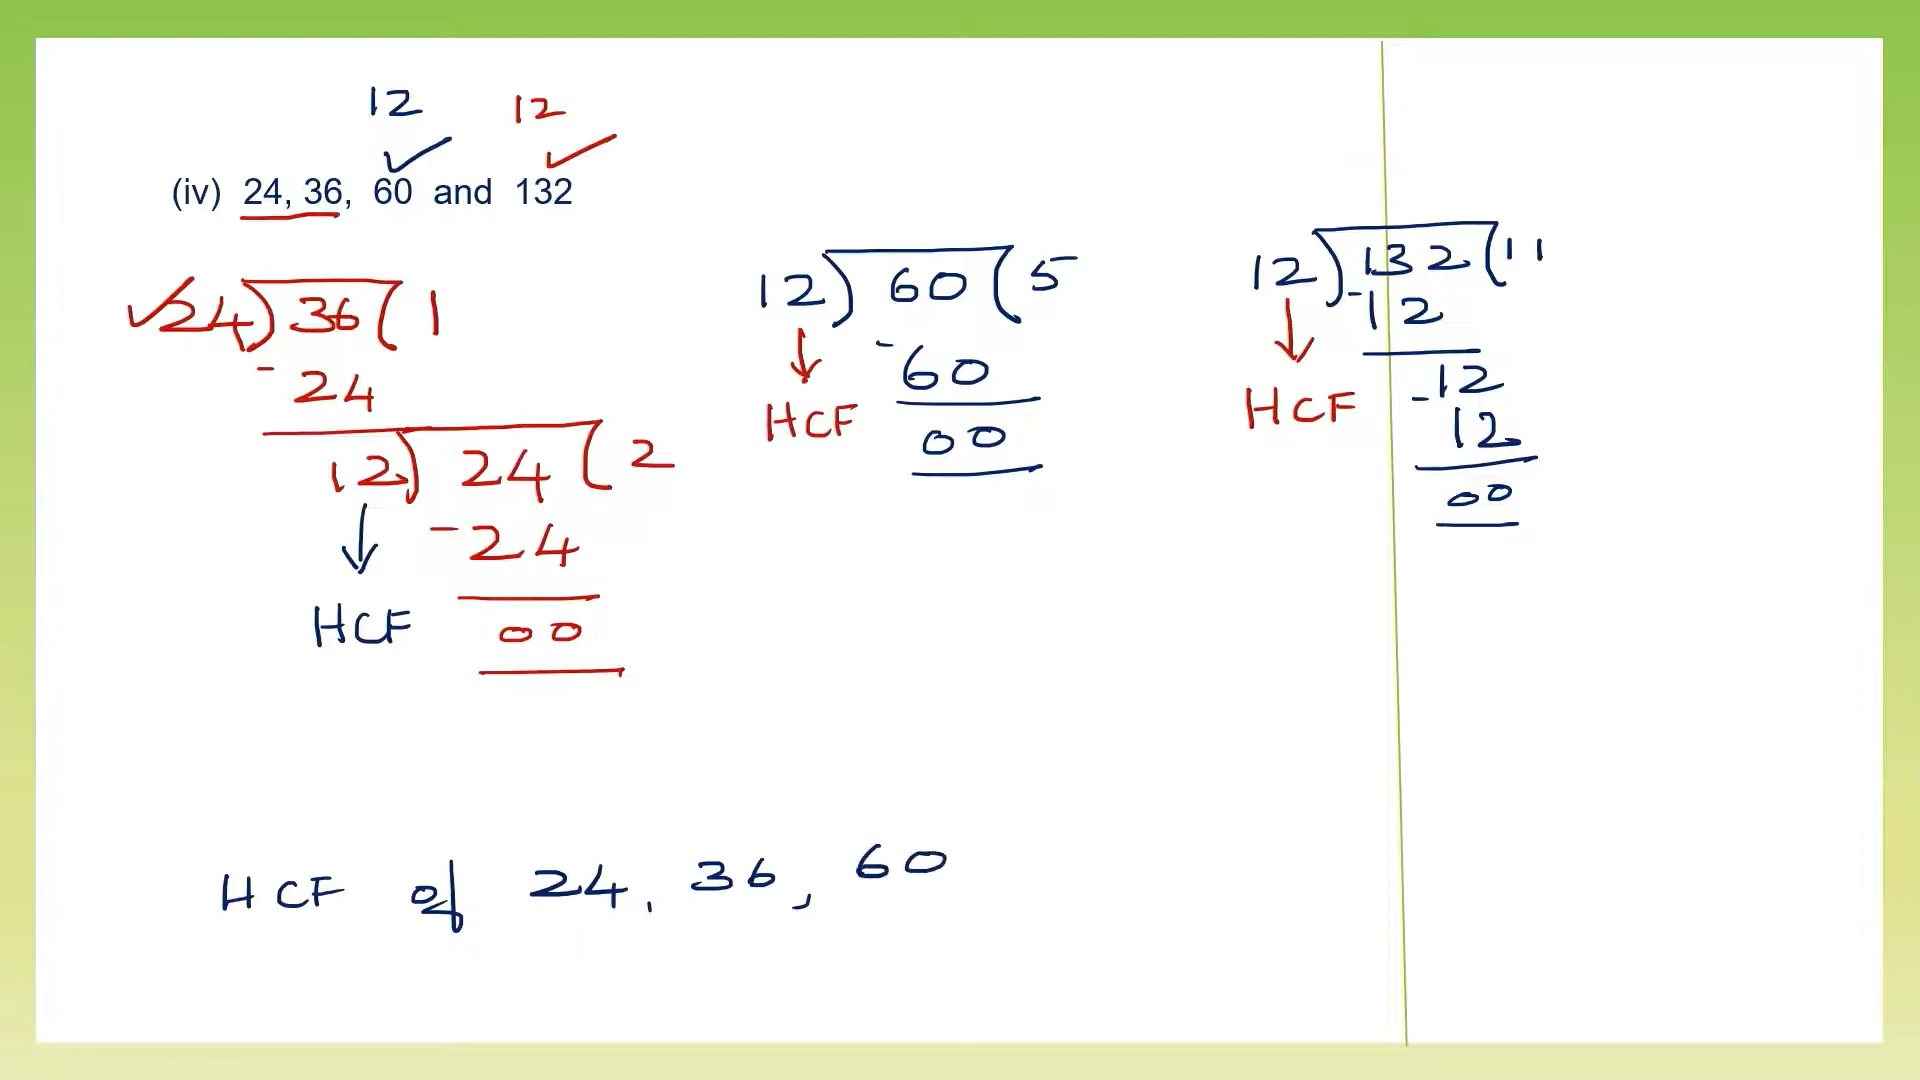 12 12
(iv) 24, 36, 60 and 132
24) 36 ( 1
- 24
12) 24 ( 2
- 24
00
HCF
12) 60 ( 5
- 60
00
HCF
12) 132 ( 11
- 12
- 12
12
00
HCF
HCF of 24, 36, 60